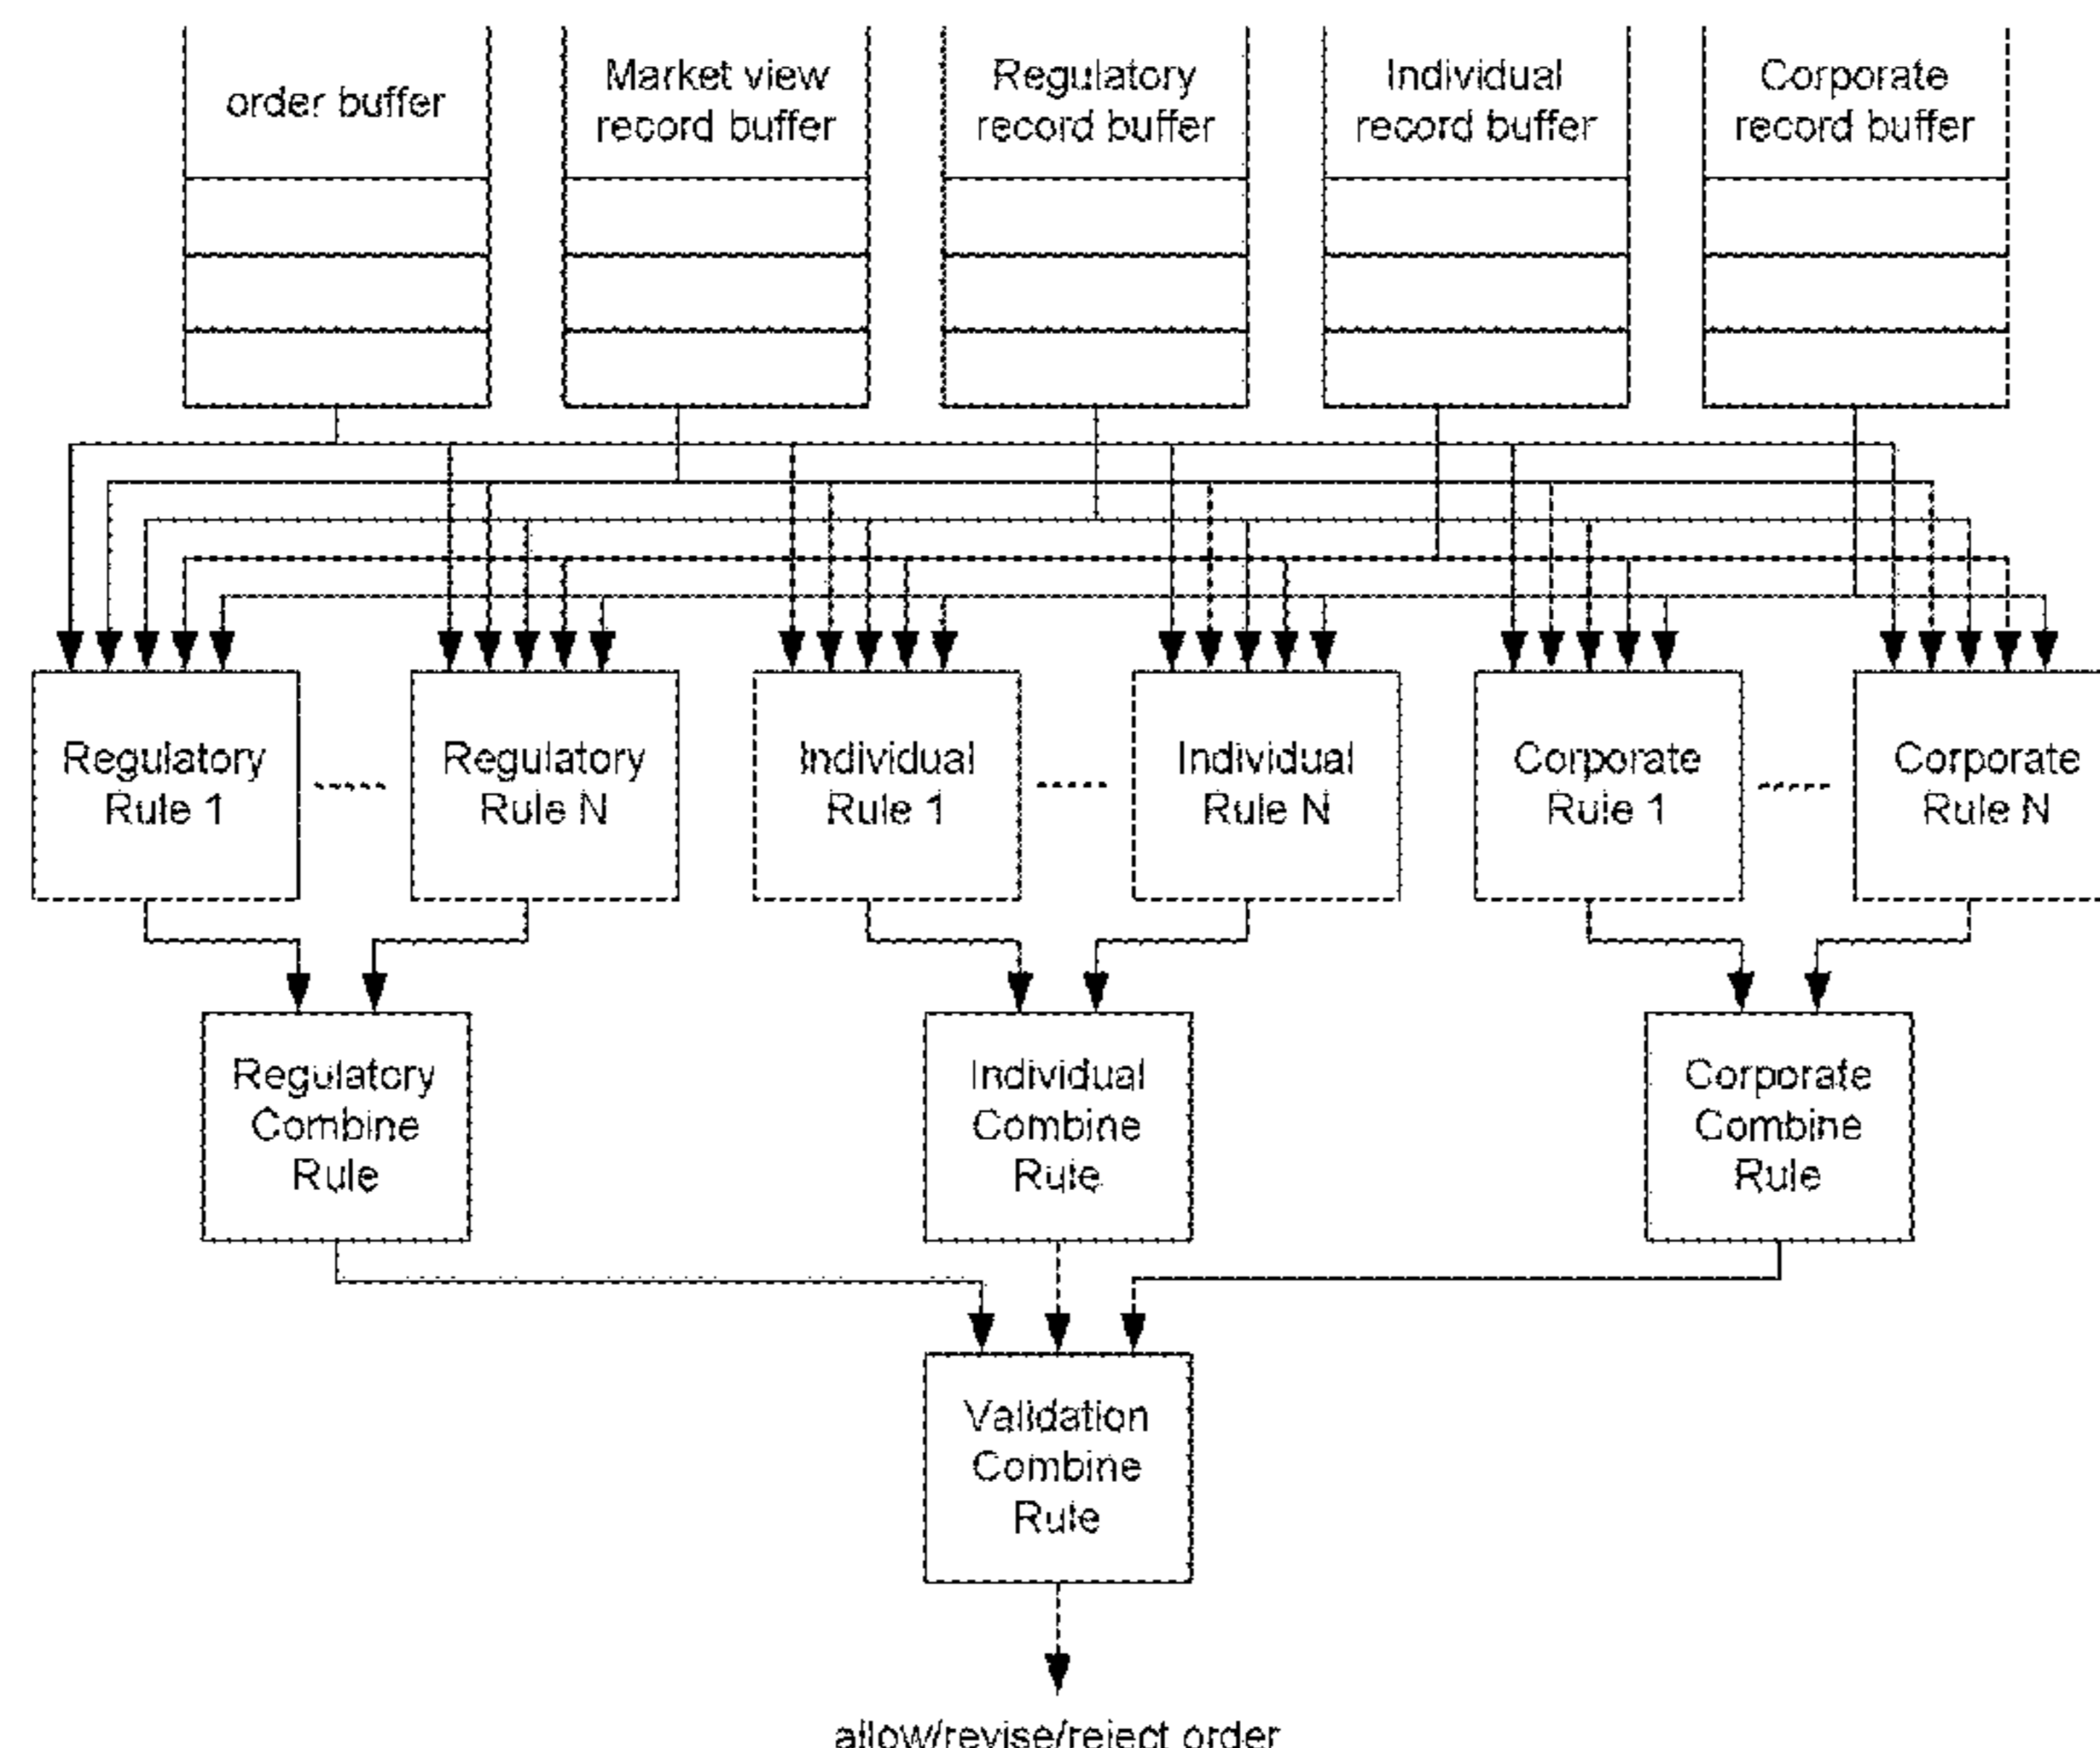 order buffer
Market view
record buffer
Regulatory
record buffer
Individual
record buffer
Corporate
record buffer
Regulatory
Rule 1
Regulatory
Rule N
Individual
Rule 1
Individual
Rule N
Corporate
Rule 1
Corporate
Rule N
Regulatory
Combine
Rule
Individual
Combine
Rule
Corporate
Combine
Rule
Validation
Combine
Rule
allow/revise/reject order